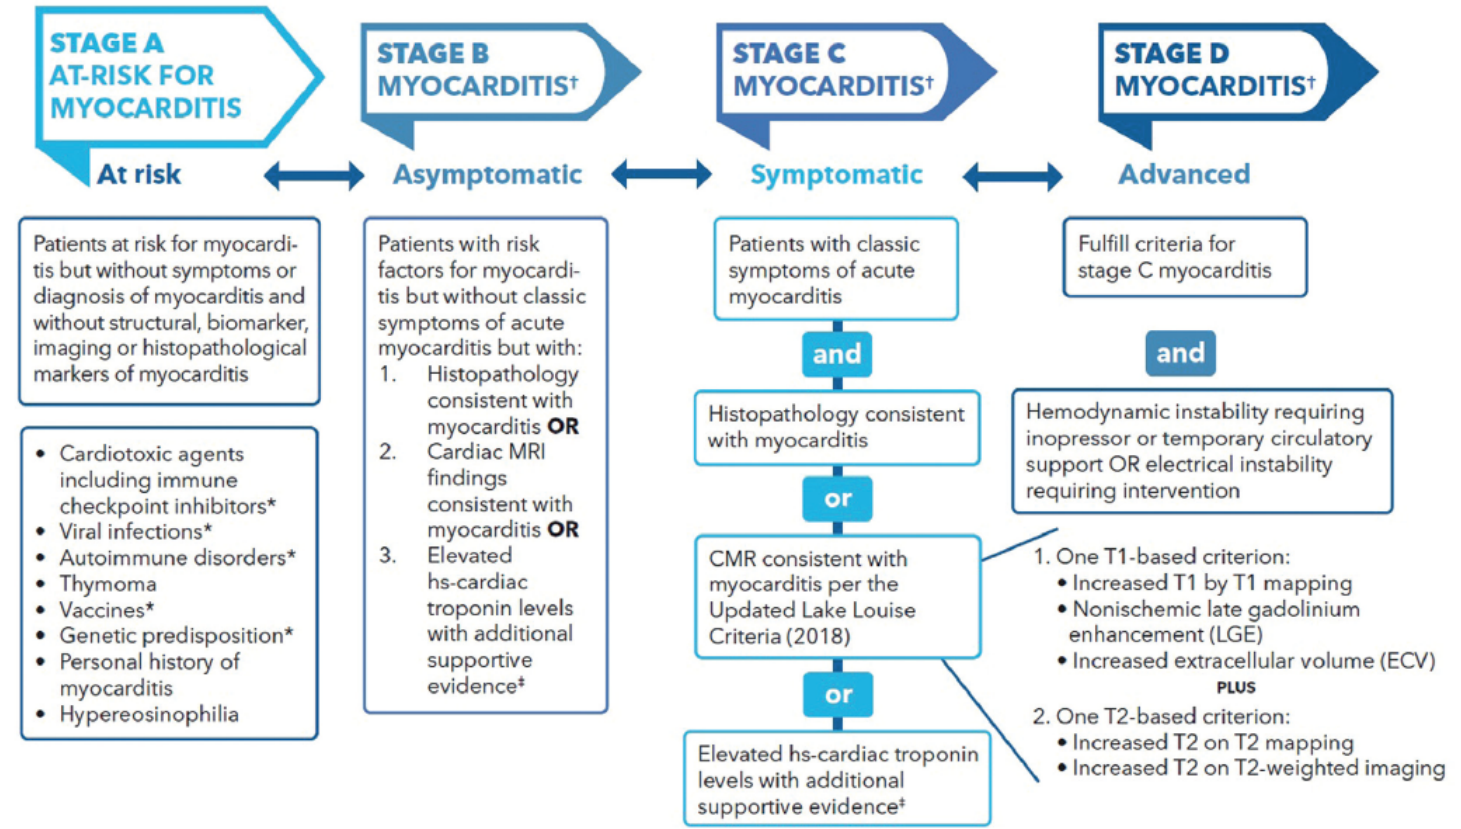 STAGE A
AT-RISK FOR
MYOCARDITIS
At risk
Patients at risk for myocardi-
tis but without symptoms or
diagnosis of myocarditis and
without structural, biomarker,
imaging or histopathological
markers of myocarditis
• Cardiotoxic agents
including immune
checkpoint inhibitors*
• Viral infections*
• Autoimmune disorders*
• Thymoma
• Vaccines*
• Genetic predisposition*
• Personal history of
myocarditis
• Hypereosinophilia
STAGE B
MYOCARDITIS†
Asymptomatic
Patients with risk
factors for myocardi-
tis but without classic
symptoms of acute
myocarditis but with:
1. Histopathology
consistent with
myocarditis OR
2. Cardiac MRI
findings
consistent with
myocarditis OR
3. Elevated
hs-cardiac
troponin levels
with additional
supportive
evidence‡
STAGE C
MYOCARDITIS†
Symptomatic
Patients with classic
symptoms of acute
myocarditis
and
Histopathology consistent
with myocarditis
or
CMR consistent with
myocarditis per the
Updated Lake Louise
Criteria (2018)
or
Elevated hs-cardiac troponin
levels with additional
supportive evidence‡
STAGE D
MYOCARDITIS†
Advanced
Fulfill criteria for
stage C myocarditis
and
Hemodynamic instability requiring
inopressor or temporary circulatory
support OR electrical instability
requiring intervention
1. One T1-based criterion:
• Increased T1 by T1 mapping
• Nonischemic late gadolinium
enhancement (LGE)
• Increased extracellular volume (ECV)
PLUS
2. One T2-based criterion:
• Increased T2 on T2 mapping
• Increased T2 on T2-weighted imaging